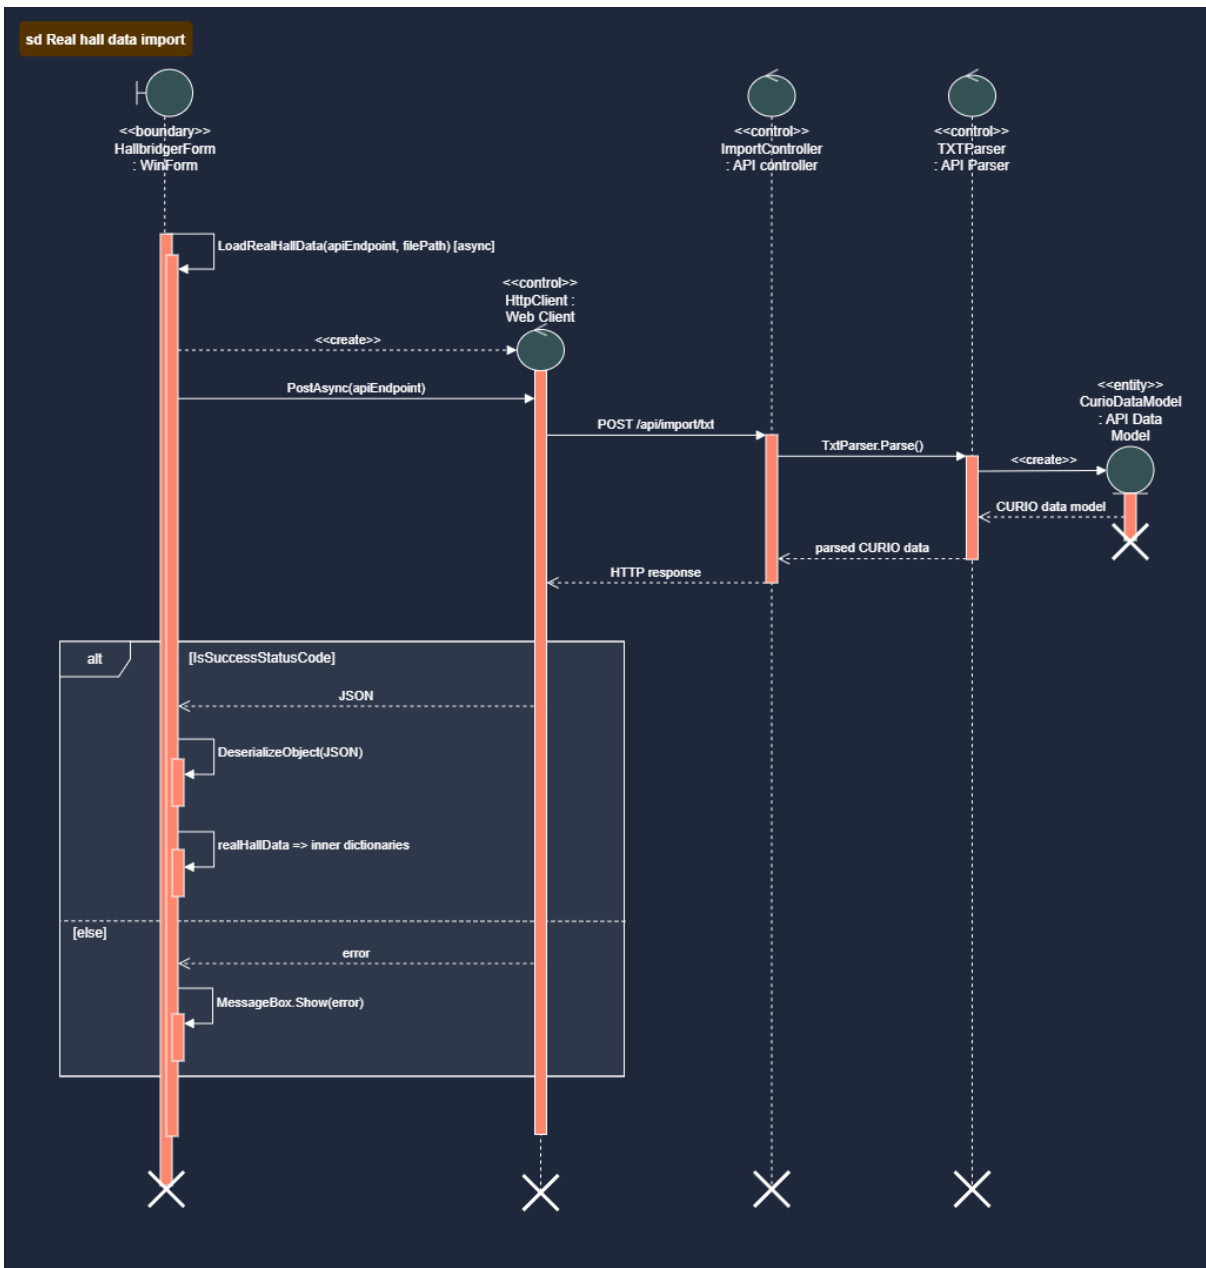 sd Real hall data import
<<boundary>>
HallbridgerForm
: WinForm
<<control>>
ImportController
: API controller
<<control>>
TXTParser
: API Parser
LoadRealHallData(apiEndpoint, filePath) [async]
<<control>>
HttpClient :
Web Client
<<create>>
PostAsync(apiEndpoint)
<<entity>>
CurioDataModel
: API Data
Model
POST /api/import/txt
TxtParser.Parse()
<<create>>
CURIO data model
parsed CURIO data
HTTP response
alt
[IsSuccessStatusCode]
JSON
DeserializeObject(JSON)
realHallData => inner dictionaries
[else]
error
MessageBox.Show(error)